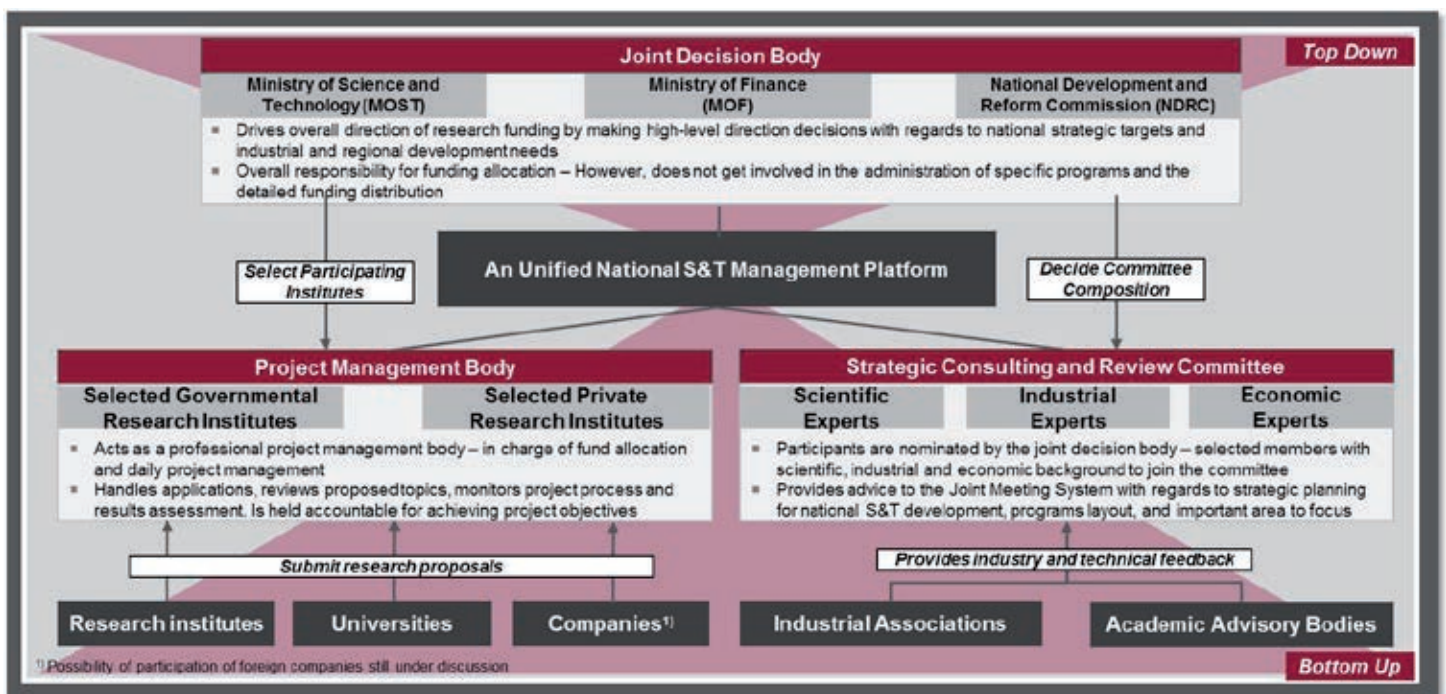 Joint Decision Body
Top Down
Ministry of Science and
Technology (MOST)
Ministry of Finance
(MOF)
National Development and
Reform Commission (NDRC)
▪ Drives overall direction of research funding by making high-level direction decisions with regards to national strategic targets and
industrial and regional development needs
▪ Overall responsibility for funding allocation – However, does not get involved in the administration of specific programs and the
detailed funding distribution
Select Participating
Institutes
An Unified National S&T Management Platform
Decide Committee
Composition
Project Management Body
Selected Governmental
Research Institutes
Selected Private
Research Institutes
▪ Acts as a professional project management body – in charge of fund allocation
and daily project management
▪ Handles applications, reviews proposed topics, monitors project process and
results assessment. Is held accountable for achieving project objectives
Strategic Consulting and Review Committee
Scientific
Experts
Industrial
Experts
Economic
Experts
▪ Participants are nominated by the joint decision body – selected members with
scientific, industrial and economic background to join the committee
▪ Provides advice to the Joint Meeting System with regards to strategic planning
for national S&T development, programs layout, and important area to focus
Submit research proposals
Provides industry and technical feedback
Research institutes
Universities
Companies¹⁾
Industrial Associations
Academic Advisory Bodies
¹⁾ Possibility of participation of foreign companies still under discussion
Bottom Up